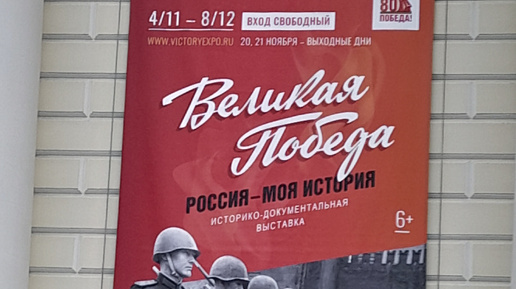 4/11 – 8/12 ВХОД СВОБОДНЫЙ
80
ПОБЕДА!
WWW.VICTORYEXPO.RU 20, 21 НОЯБРЯ – ВЫХОДНЫЕ ДНИ
Великая
Победа
РОССИЯ–МОЯ ИСТОРИЯ
ИСТОРИКО-ДОКУМЕНТАЛЬНАЯ
ВЫСТАВКА
6+